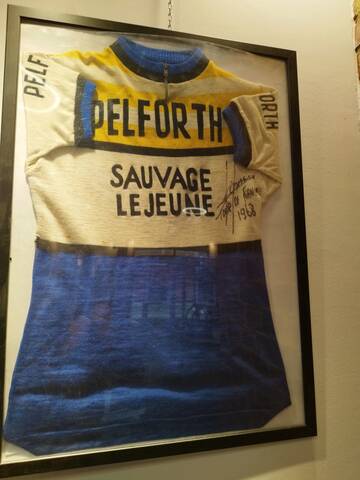 PELF
ORTH
PELFORTH
SAUVAGE
LEJEUNE
1968